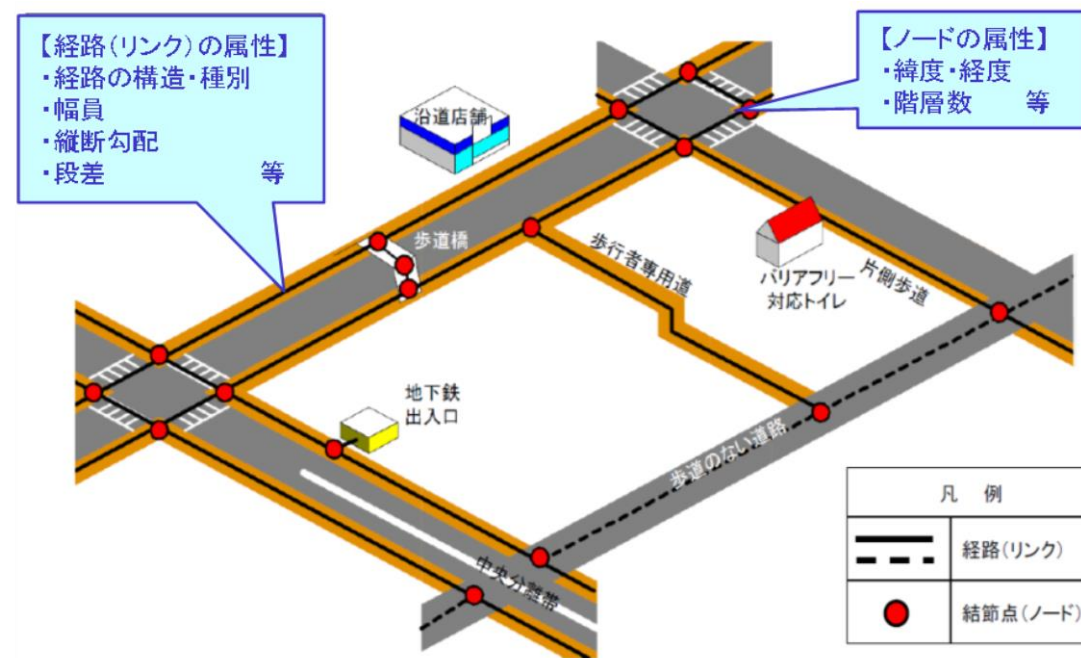 【経路(リンク)の属性】
・経路の構造・種別
・幅員
・縦断勾配
・段差　　　　　　等
【ノードの属性】
・緯度・経度
・階層数　　等
沿道店舗
歩道橋
歩行者専用道
バリアフリー
対応トイレ
片側歩道
地下鉄
出入口
歩道のない道路
中央分離帯
凡　例
経路(リンク)
結節点(ノード)